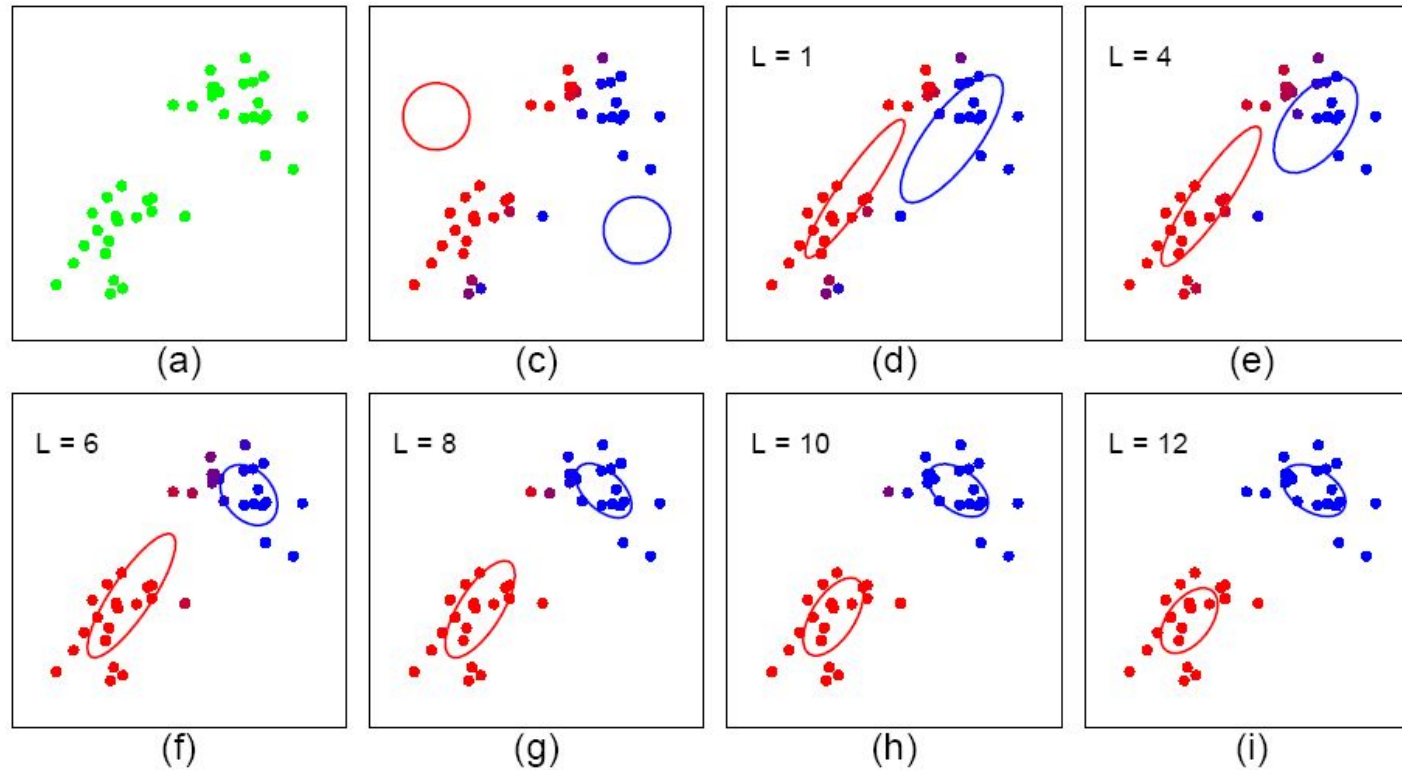 L = 1
L = 4
(a)
(c)
(d)
(e)
L = 6
L = 8
L = 10
L = 12
(f)
(g)
(h)
(i)